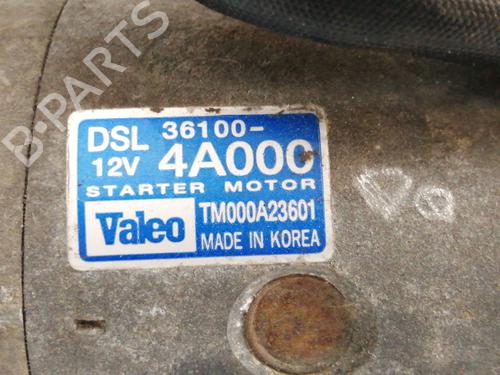 B-PARTS
DSL 36100-
12V 4A000
STARTER MOTOR
Valeo TM000A23601
MADE IN KOREA